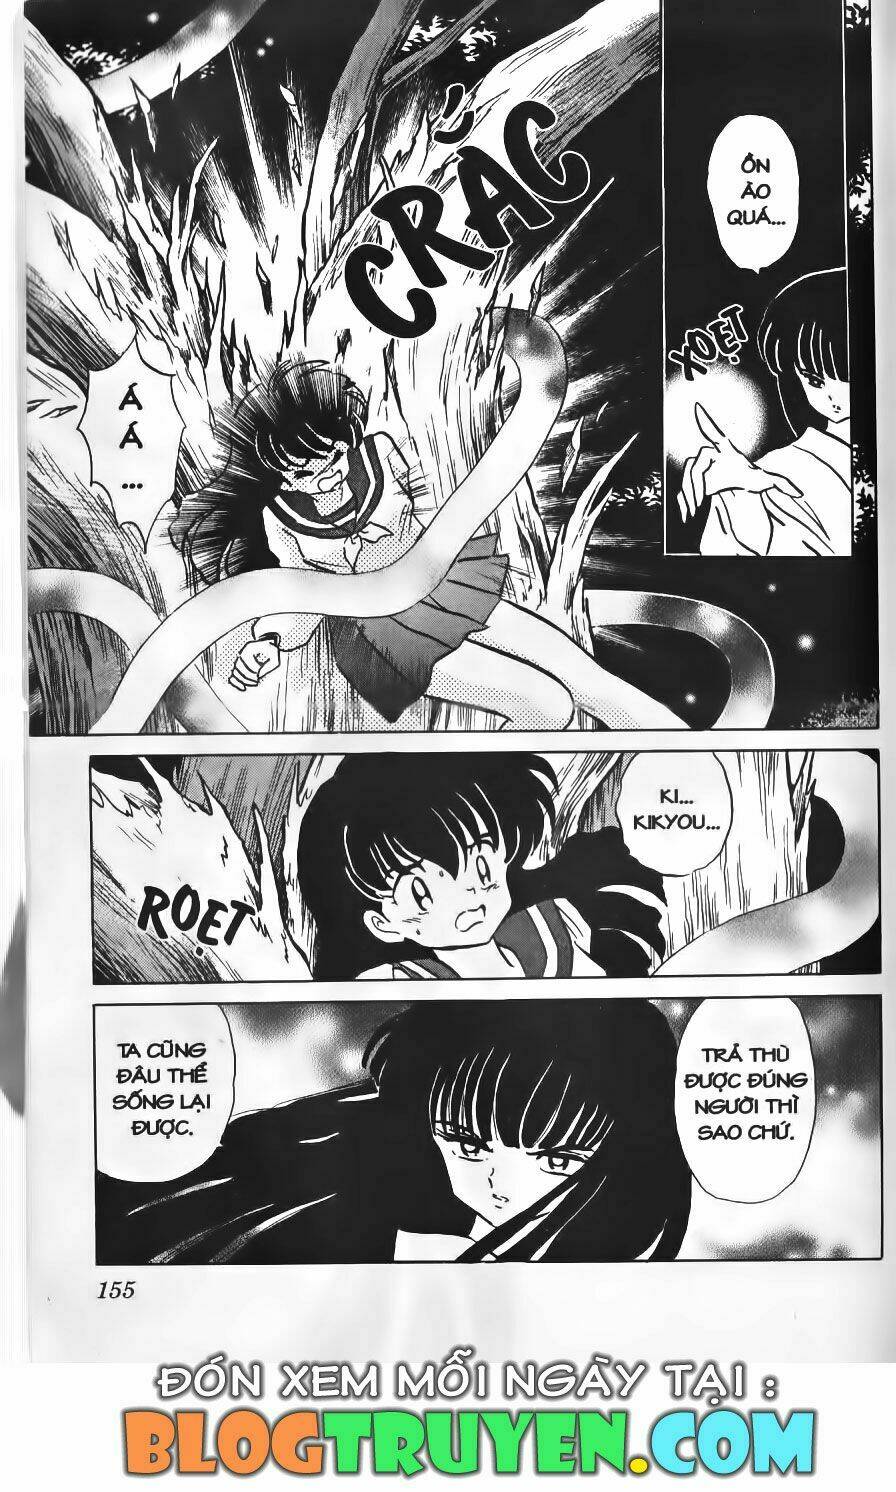 ỒN
ÀO
QUÁ...
XOẸT
CRẮC
Á
Á
...
KI...
KIKYOU...
ROẸT
TRẢ THÙ
ĐƯỢC ĐÚNG
NGƯỜI THÌ
SAO CHỨ.
TA CŨNG
ĐÂU THỂ
SỐNG LẠI
ĐƯỢC.
155
ĐÓN XEM MỖI NGÀY TẠI :
BLOGTRUYEN.COM